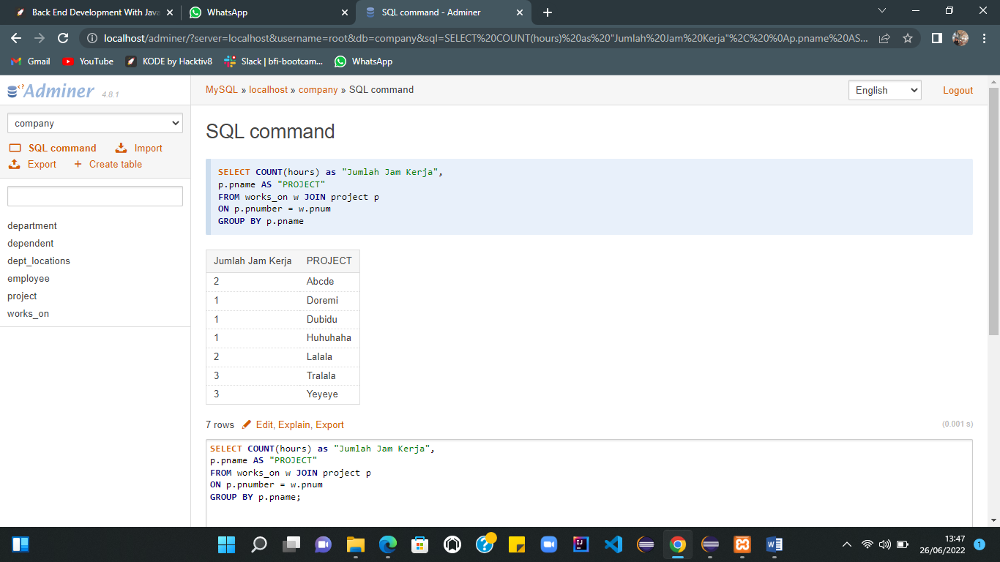 Back End Development With Java
WhatsApp
SQL command - Adminer
localhost/adminer/?server=localhost&username=root&db=company&sql=SELECT%20COUNT(hours)%20as%20"Jumlah%20Jam%20Kerja"%2C%20%0Ap.pname%20AS...
Gmail
YouTube
KODE by Hacktiv8
Slack | bfi-bootcam...
WhatsApp
Adminer 4.8.1
MySQL » localhost » company » SQL command
English
Logout
company
SQL command
Import
Export
Create table
department
dependent
dept_locations
employee
project
works_on
SQL command
SELECT COUNT(hours) as "Jumlah Jam Kerja",
p.pname AS "PROJECT"
FROM works_on w JOIN project p
ON p.pnumber = w.pnum
GROUP BY p.pname
Jumlah Jam Kerja PROJECT
2 Abcde
1 Doremi
1 Dubidu
1 Huhuhaha
2 Lalala
3 Tralala
3 Yeyeye
7 rows Edit, Explain, Export (0.001 s)
SELECT COUNT(hours) as "Jumlah Jam Kerja",
p.pname AS "PROJECT"
FROM works_on w JOIN project p
ON p.pnumber = w.pnum
GROUP BY p.pname;
13:47
26/06/2022
1